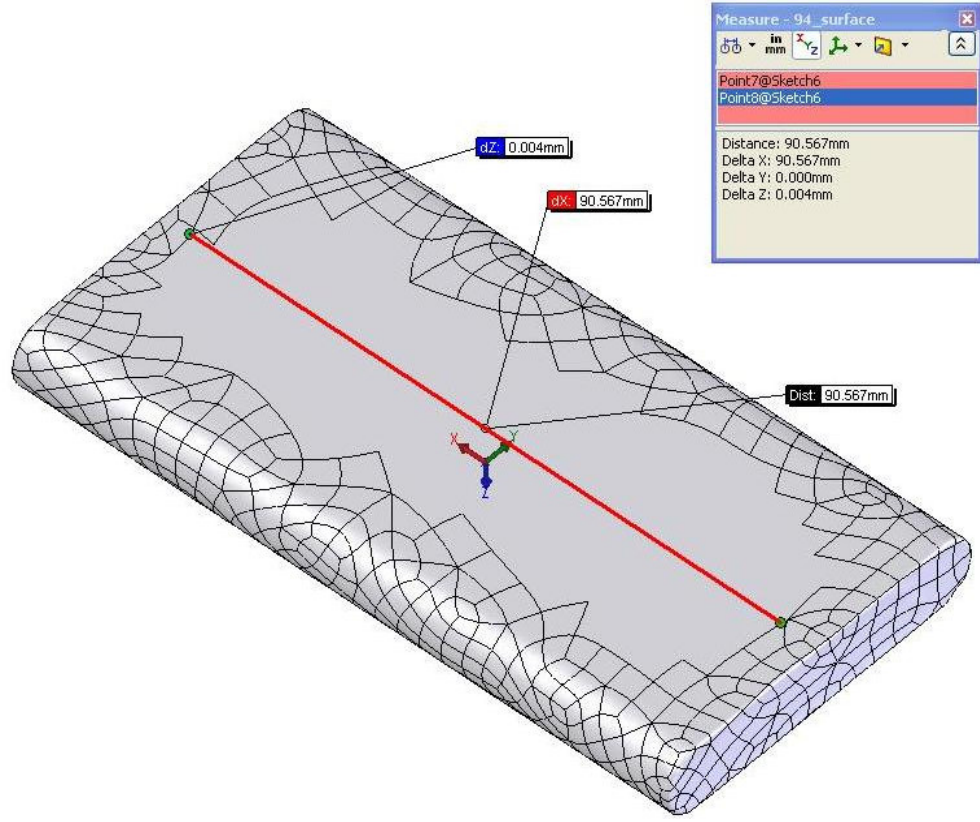 Measure - 94_surface
in
mm
X Y Z
Point7@Sketch6
Point8@Sketch6
Distance: 90.567mm
Delta X: 90.567mm
Delta Y: 0.000mm
Delta Z: 0.004mm
dZ: 0.004mm
dX: 90.567mm
Dist: 90.567mm
X
Y
Z